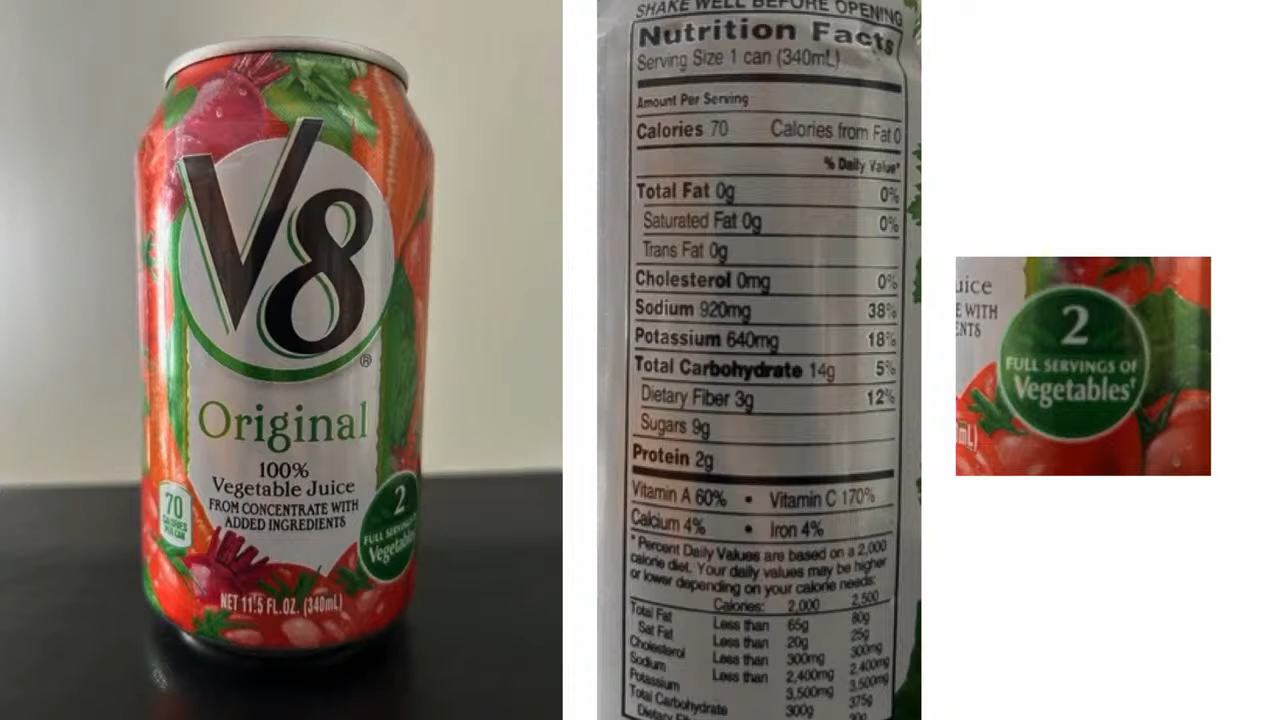 V8®
Original
100%
Vegetable Juice
FROM CONCENTRATE WITH
ADDED INGREDIENTS
70
CALORIES
PER CAN
2
FULL SERVINGS
Vegetab
NET 11.5 FL.OZ. (340mL)
SHAKE WELL BEFORE OPENING
Nutrition Facts
Serving Size 1 can (340mL)
Amount Per Serving
Calories 70 Calories from Fat 0
% Daily Value*
Total Fat 0g 0%
Saturated Fat 0g 0%
Trans Fat 0g
Cholesterol 0mg 0%
Sodium 920mg 38%
Potassium 640mg 18%
Total Carbohydrate 14g 5%
Dietary Fiber 3g 12%
Sugars 9g
Protein 2g
Vitamin A 60% • Vitamin C 170%
Calcium 4% • Iron 4%
* Percent Daily Values are based on a 2,000
calorie diet. Your daily values may be higher
or lower depending on your calorie needs:
Calories: 2,000 2,500
Total Fat Less than 65g 80g
Sat Fat Less than 20g 25g
Cholesterol Less than 300mg 300mg
Sodium Less than 2,400mg 2,400mg
Potassium 3,500mg 3,500mg
Total Carbohydrate 300g 375g
Dietary
uice
E WITH
ENTS
2
FULL SERVINGS OF
Vegetables†
mL)